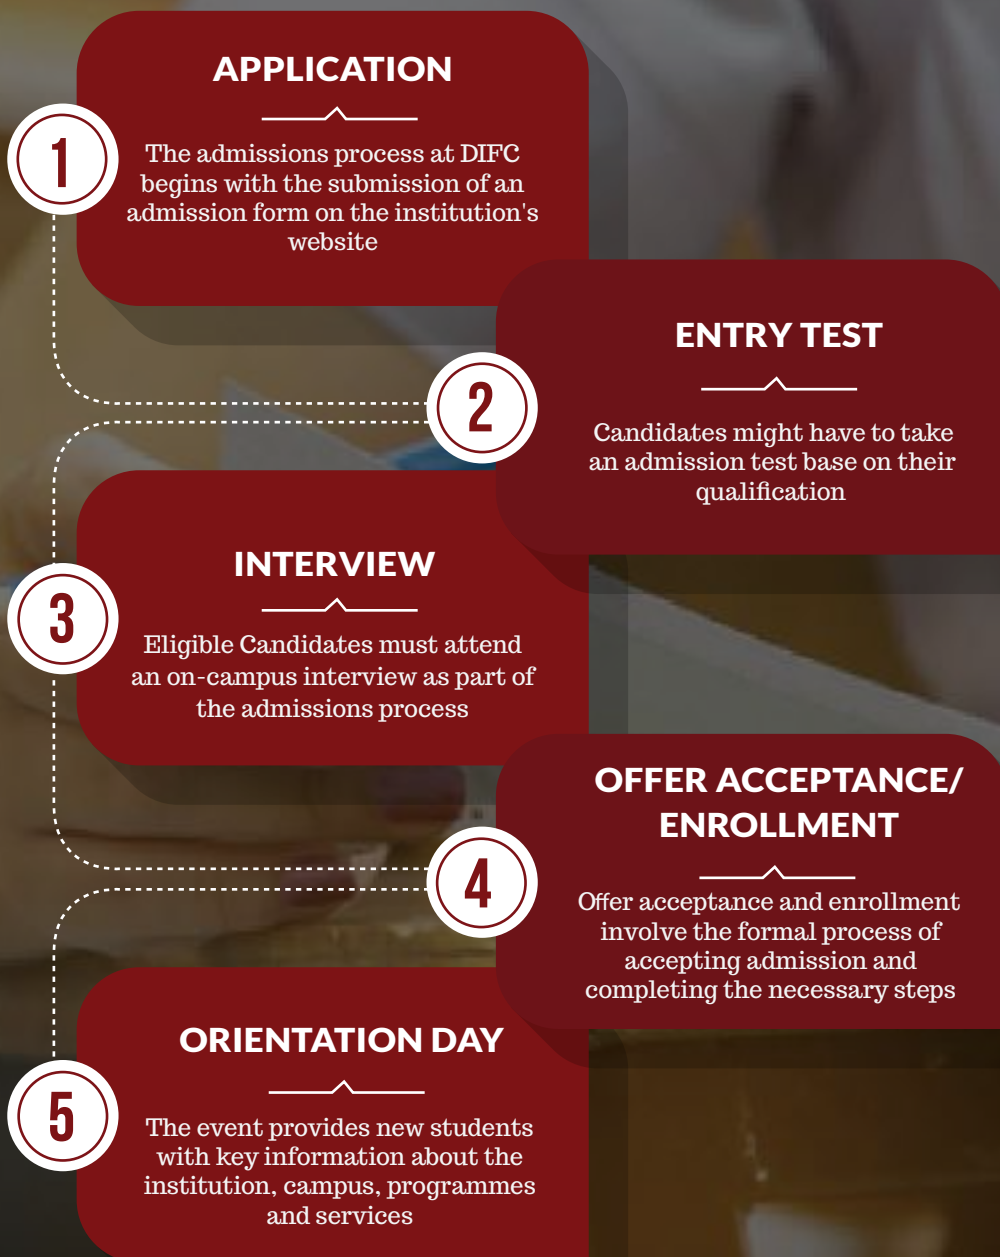 1
APPLICATION
The admissions process at DIFC
begins with the submission of an
admission form on the institution's
website
2
ENTRY TEST
Candidates might have to take
an admission test base on their
qualification
3
INTERVIEW
Eligible Candidates must attend
an on-campus interview as part of
the admissions process
4
OFFER ACCEPTANCE/
ENROLLMENT
Offer acceptance and enrollment
involve the formal process of
accepting admission and
completing the necessary steps
5
ORIENTATION DAY
The event provides new students
with key information about the
institution, campus, programmes
and services